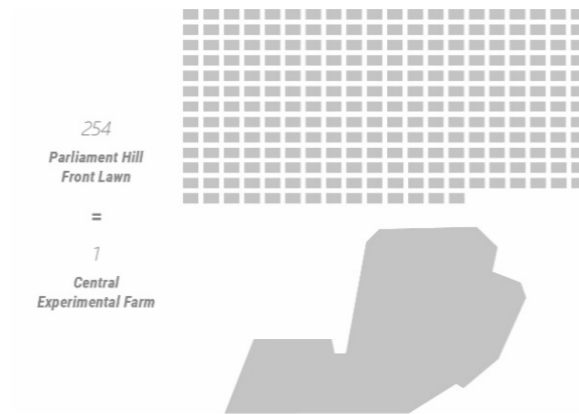 254
Parliament Hill
Front Lawn
=
1
Central
Experimental Farm